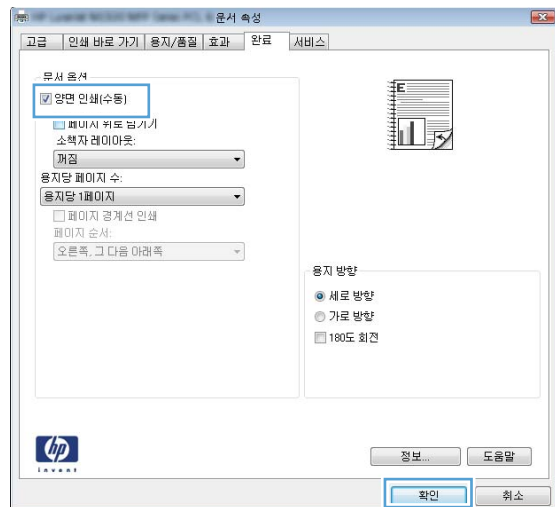 문서 속성
고급 인쇄 바로 가기 용지/품질 효과 완료 서비스
문서 옵션
양면 인쇄(수동)
페이지 위로 넘기기
소책자 레이아웃:
꺼짐
용지당 페이지 수:
용지당 1페이지
페이지 경계선 인쇄
페이지 순서:
오른쪽, 그 다음 아래쪽
E
용지 방향
세로 방향
가로 방향
180도 회전
hp
invent
정보... 도움말
확인 취소